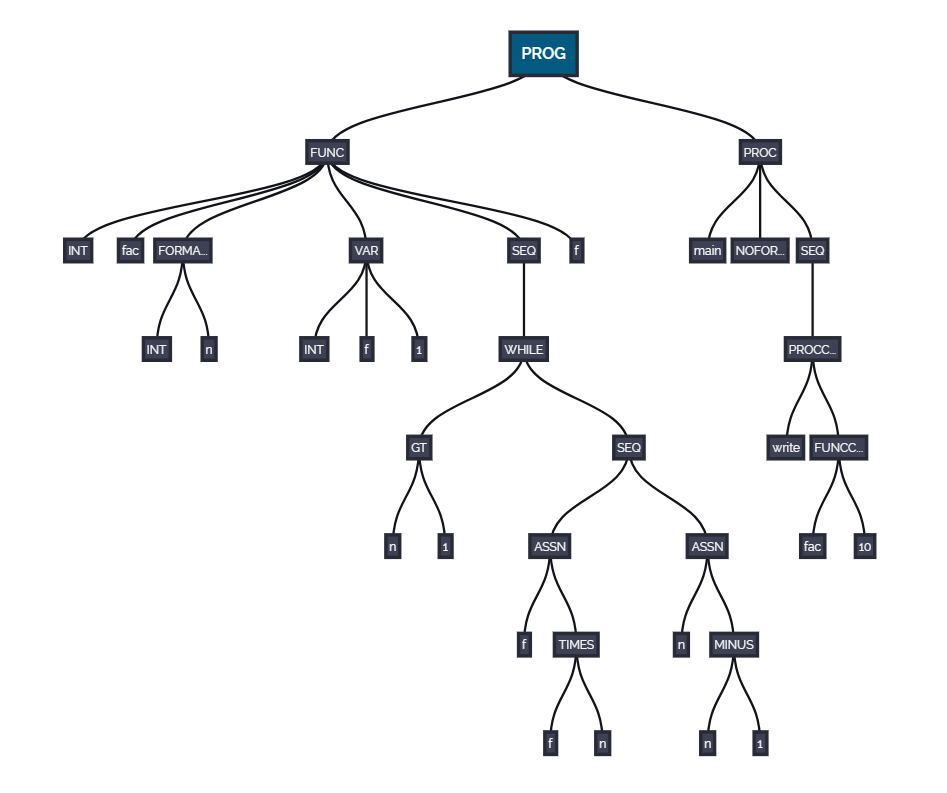 PROG
FUNC PROC
INT fac FORMA... VAR SEQ f main NOFOR... SEQ
INT n INT f 1 WHILE PROCC...
GT SEQ write FUNCC...
n 1 ASSN ASSN fac 10
f TIMES n MINUS
f n n 1